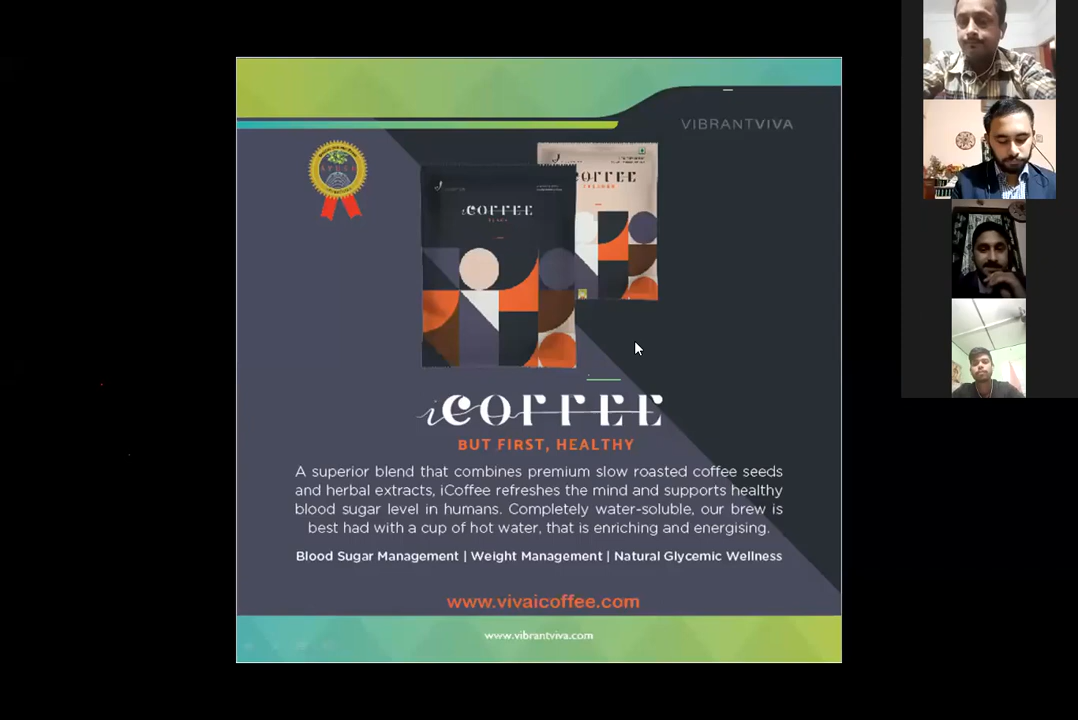 VIBRANTVIVA
COFFEE
iCOFFEE
iCOFFEE
BUT FIRST, HEALTHY
A superior blend that combines premium slow roasted coffee seeds
and herbal extracts, iCoffee refreshes the mind and supports healthy
blood sugar level in humans. Completely water-soluble, our brew is
best had with a cup of hot water, that is enriching and energising.
Blood Sugar Management | Weight Management | Natural Glycemic Wellness
www.vivaicoffee.com
www.vibrantviva.com